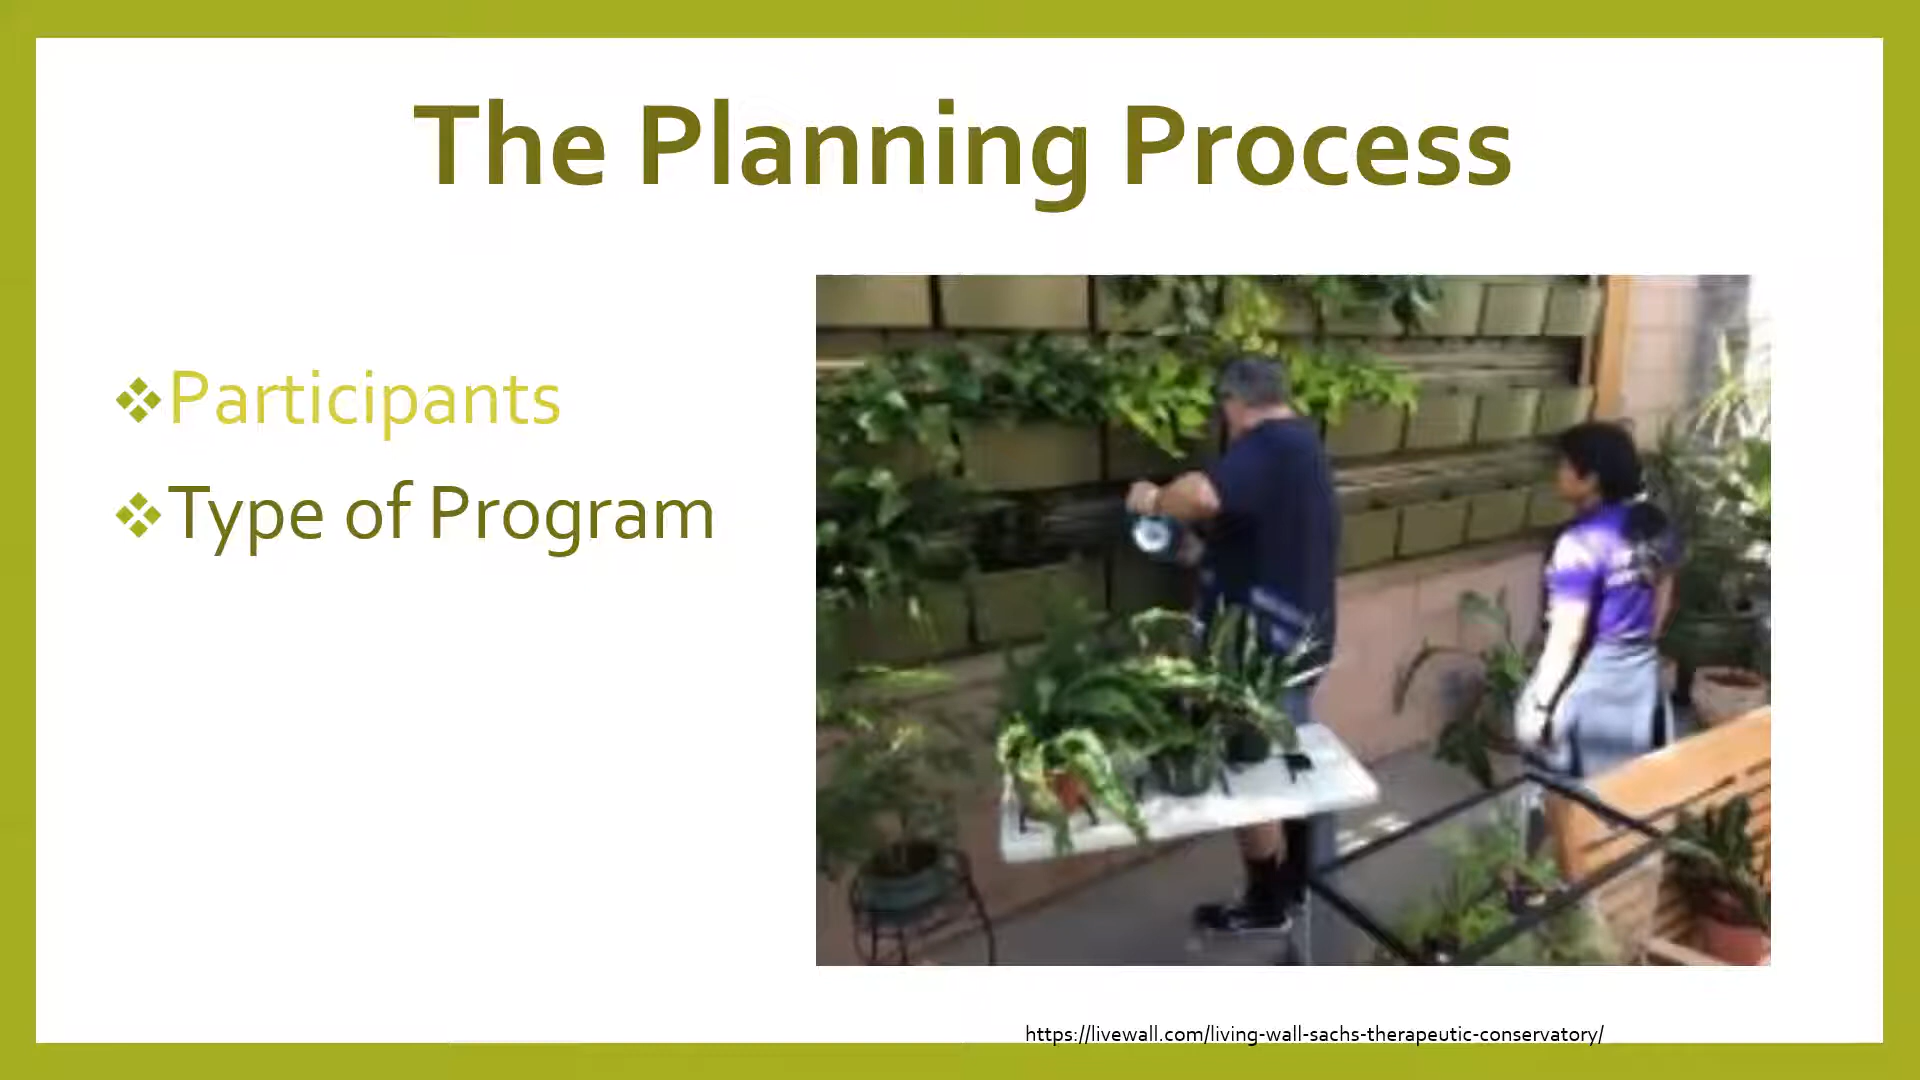 The Planning Process
❖Participants
❖Type of Program
https://livewall.com/living-wall-sachs-therapeutic-conservatory/